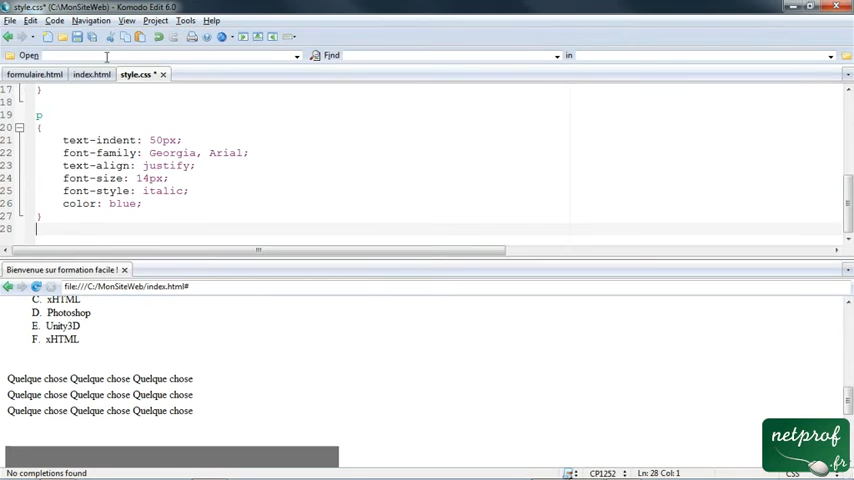 style.css* (C:\MonSiteWeb) - Komodo Edit 6.0
File Edit Code Navigation View Project Tools Help
Open Find in
formulaire.html index.html style.css *
17 }
18
19 p
20 {
21 text-indent: 50px;
22 font-family: Georgia, Arial;
23 text-align: justify;
24 font-size: 14px;
25 font-style: italic;
26 color: blue;
27 }
28
Bienvenue sur formation facile !
file:///C:/MonSiteWeb/index.html#
C. xHTML
D. Photoshop
E. Unity3D
F. xHTML
Quelque chose Quelque chose Quelque chose
Quelque chose Quelque chose Quelque chose
Quelque chose Quelque chose Quelque chose
netprof
.fr
No completions found CP1252 Ln: 28 Col: 1 CSS